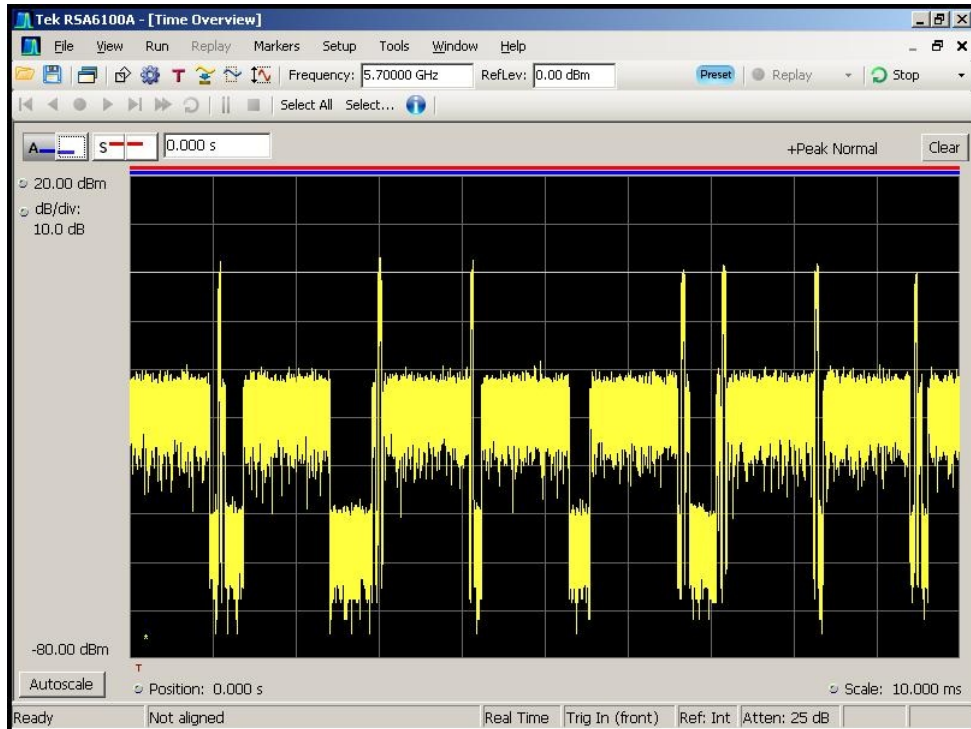 Tek RSA6100A - [Time Overview]
File View Run Replay Markers Setup Tools Window Help
T Frequency: 5.70000 GHz RefLev: 0.00 dBm Preset Replay Stop
Select All Select... i
A S 0.000 s +Peak Normal Clear
20.00 dBm
dB/div:
10.0 dB
-80.00 dBm
*
T
Autoscale Position: 0.000 s Scale: 10.000 ms
Ready Not aligned Real Time Trig In (front) Ref: Int Atten: 25 dB